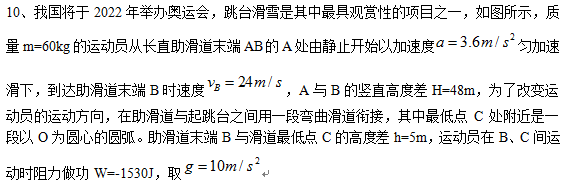 10、我国将于 2022 年举办奥运会，跳台滑雪是其中最具观赏性的项目之一，如图所示，质
量 m=60kg 的运动员从长直助滑道末端 AB 的 A 处由静止开始以加速度 a = 3.6m / s² 匀加速
滑下，到达助滑道末端 B 时速度 v_B = 24m / s ，A 与 B 的竖直高度差 H=48m，为了改变运
动员的运动方向，在助滑道与起跳台之间用一段弯曲滑道衔接，其中最低点 C 处附近是一
段以 O 为圆心的圆弧。助滑道末端 B 与滑道最低点 C 的高度差 h=5m，运动员在 B、C 间运
动时阻力做功 W=-1530J，取 g = 10m / s²